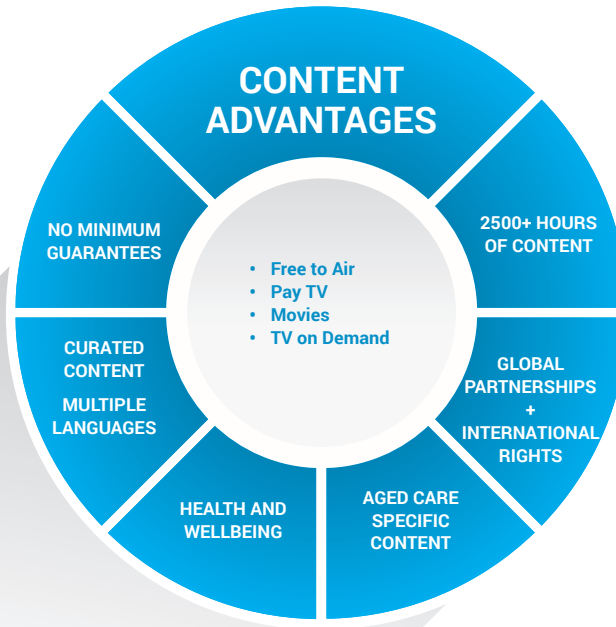 CONTENT
ADVANTAGES
2500+ HOURS
OF CONTENT
GLOBAL
PARTNERSHIPS
+
INTERNATIONAL
RIGHTS
AGED CARE
SPECIFIC
CONTENT
HEALTH AND
WELLBEING
CURATED
CONTENT
MULTIPLE
LANGUAGES
NO MINIMUM
GUARANTEES
• Free to Air
• Pay TV
• Movies
• TV on Demand